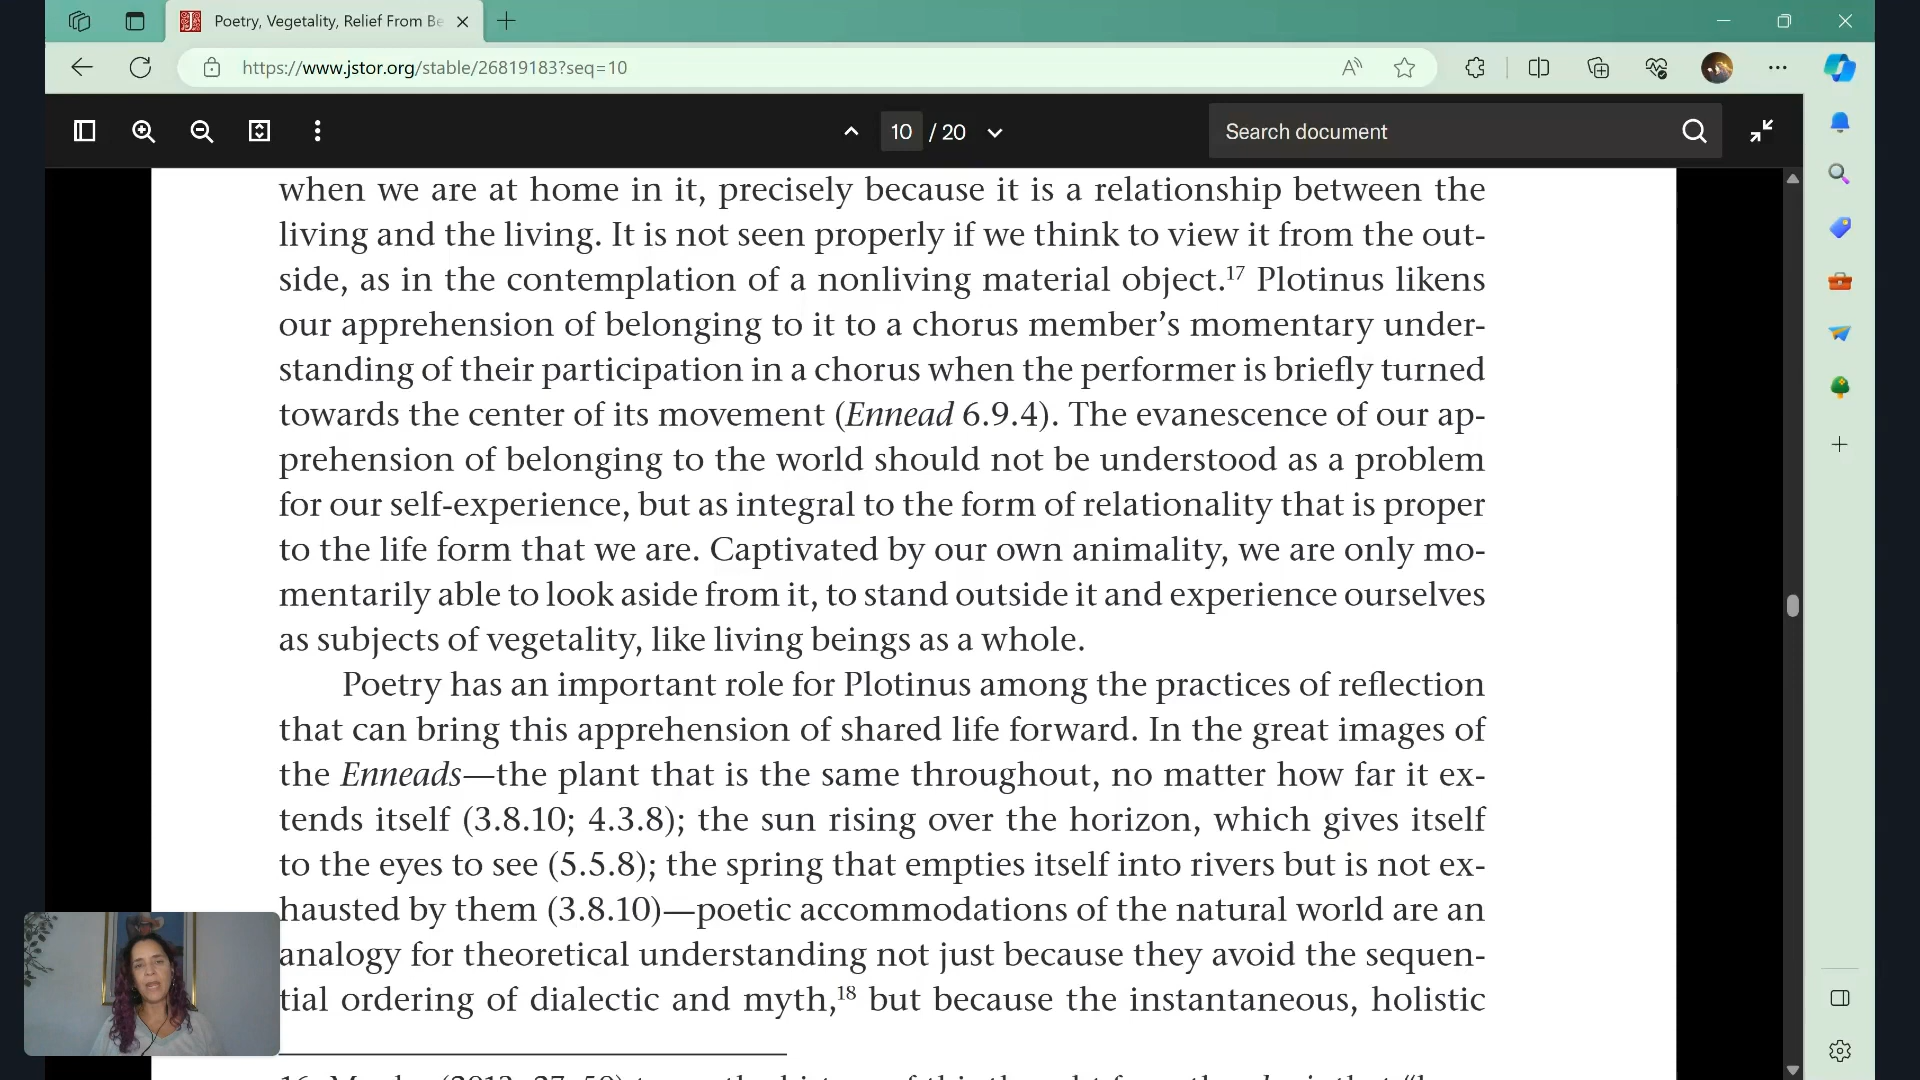 Poetry, Vegetality, Relief From Be
https://www.jstor.org/stable/26819183?seq=10
10 / 20
Search document
when we are at home in it, precisely because it is a relationship between the
living and the living. It is not seen properly if we think to view it from the out-
side, as in the contemplation of a nonliving material object.17 Plotinus likens
our apprehension of belonging to it to a chorus member’s momentary under-
standing of their participation in a chorus when the performer is briefly turned
towards the center of its movement (Ennead 6.9.4). The evanescence of our ap-
prehension of belonging to the world should not be understood as a problem
for our self-experience, but as integral to the form of relationality that is proper
to the life form that we are. Captivated by our own animality, we are only mo-
mentarily able to look aside from it, to stand outside it and experience ourselves
as subjects of vegetality, like living beings as a whole.
Poetry has an important role for Plotinus among the practices of reflection
that can bring this apprehension of shared life forward. In the great images of
the Enneads—the plant that is the same throughout, no matter how far it ex-
tends itself (3.8.10; 4.3.8); the sun rising over the horizon, which gives itself
to the eyes to see (5.5.8); the spring that empties itself into rivers but is not ex-
hausted by them (3.8.10)—poetic accommodations of the natural world are an
analogy for theoretical understanding not just because they avoid the sequen-
tial ordering of dialectic and myth,18 but because the instantaneous, holistic